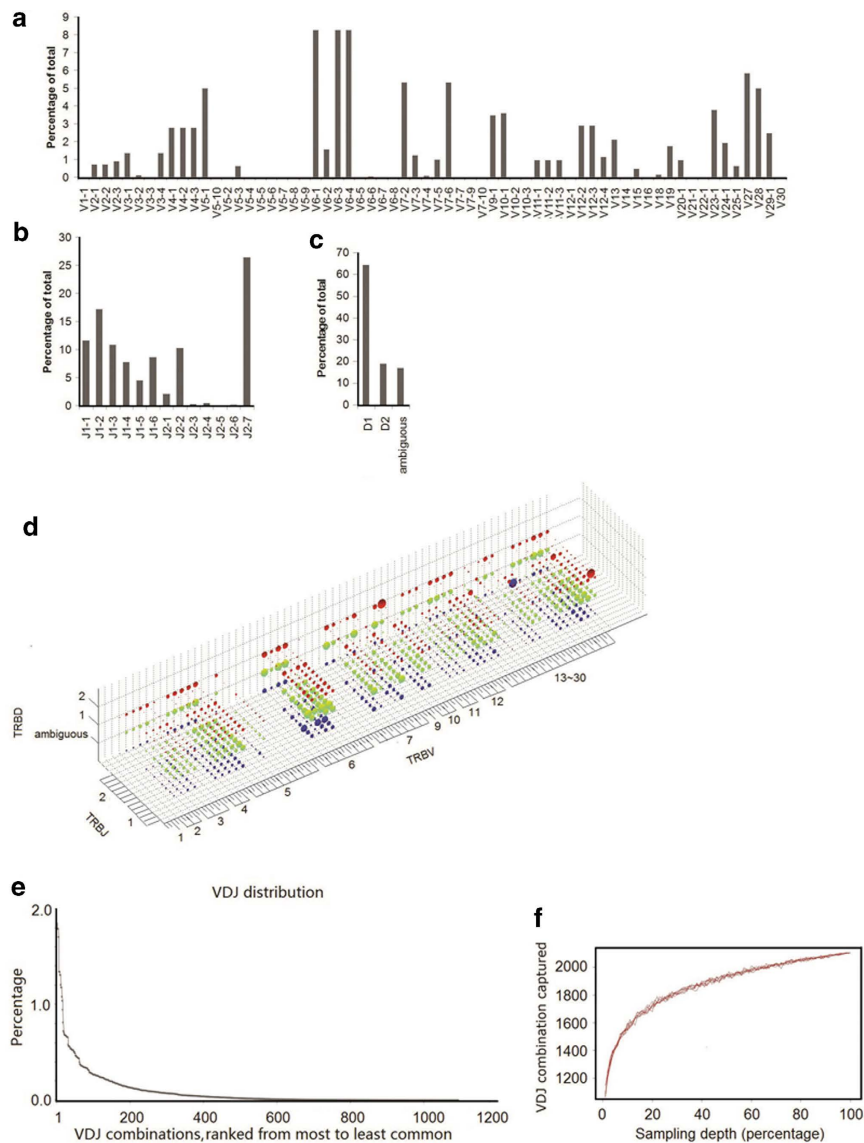 a
Percentage of total
9
8
7
6
5
4
3
2
1
0
V1-1 V2-1 V2-2 V2-3 V3-1 V3-2 V3-3 V3-4 V4-1 V4-2 V4-3 V5-1 V5-10 V5-2 V5-3 V5-4 V5-5 V5-6 V5-7 V5-8 V5-9 V6-1 V6-2 V6-3 V6-4 V6-5 V6-6 V6-7 V6-8 V7-2 V7-3 V7-4 V7-5 V7-6 V7-7 V7-9 V7-10 V9-1 V10-1 V10-2 V10-3 V11-1 V11-2 V11-3 V12-1 V12-2 V12-3 V12-4 V13 V14 V15 V16 V18 V19 V20-1 V21-1 V22-1 V23-1 V24-1 V25-1 V27 V28 V29-1 V30
b
Percentage of total
30
25
20
15
10
5
0
J1-1 J1-2 J1-3 J1-4 J1-5 J1-6 J2-1 J2-2 J2-3 J2-4 J2-5 J2-6 J2-7
c
Percentage of total
70
60
50
40
30
20
10
0
D1 D2 ambiguous
d
TRBD
2
1
ambiguous
TRBJ
2
1
1 2 3 4 5 6 7 9 10 11 12 13~30
TRBV
e
VDJ distribution
Percentage
2.0
1.0
0.0
1 200 400 600 800 1000 1200
VDJ combinations,ranked from most to least common
f
VDJ combination captured
2000
1800
1600
1400
1200
0 20 40 60 80 100
Sampling depth (percentage)